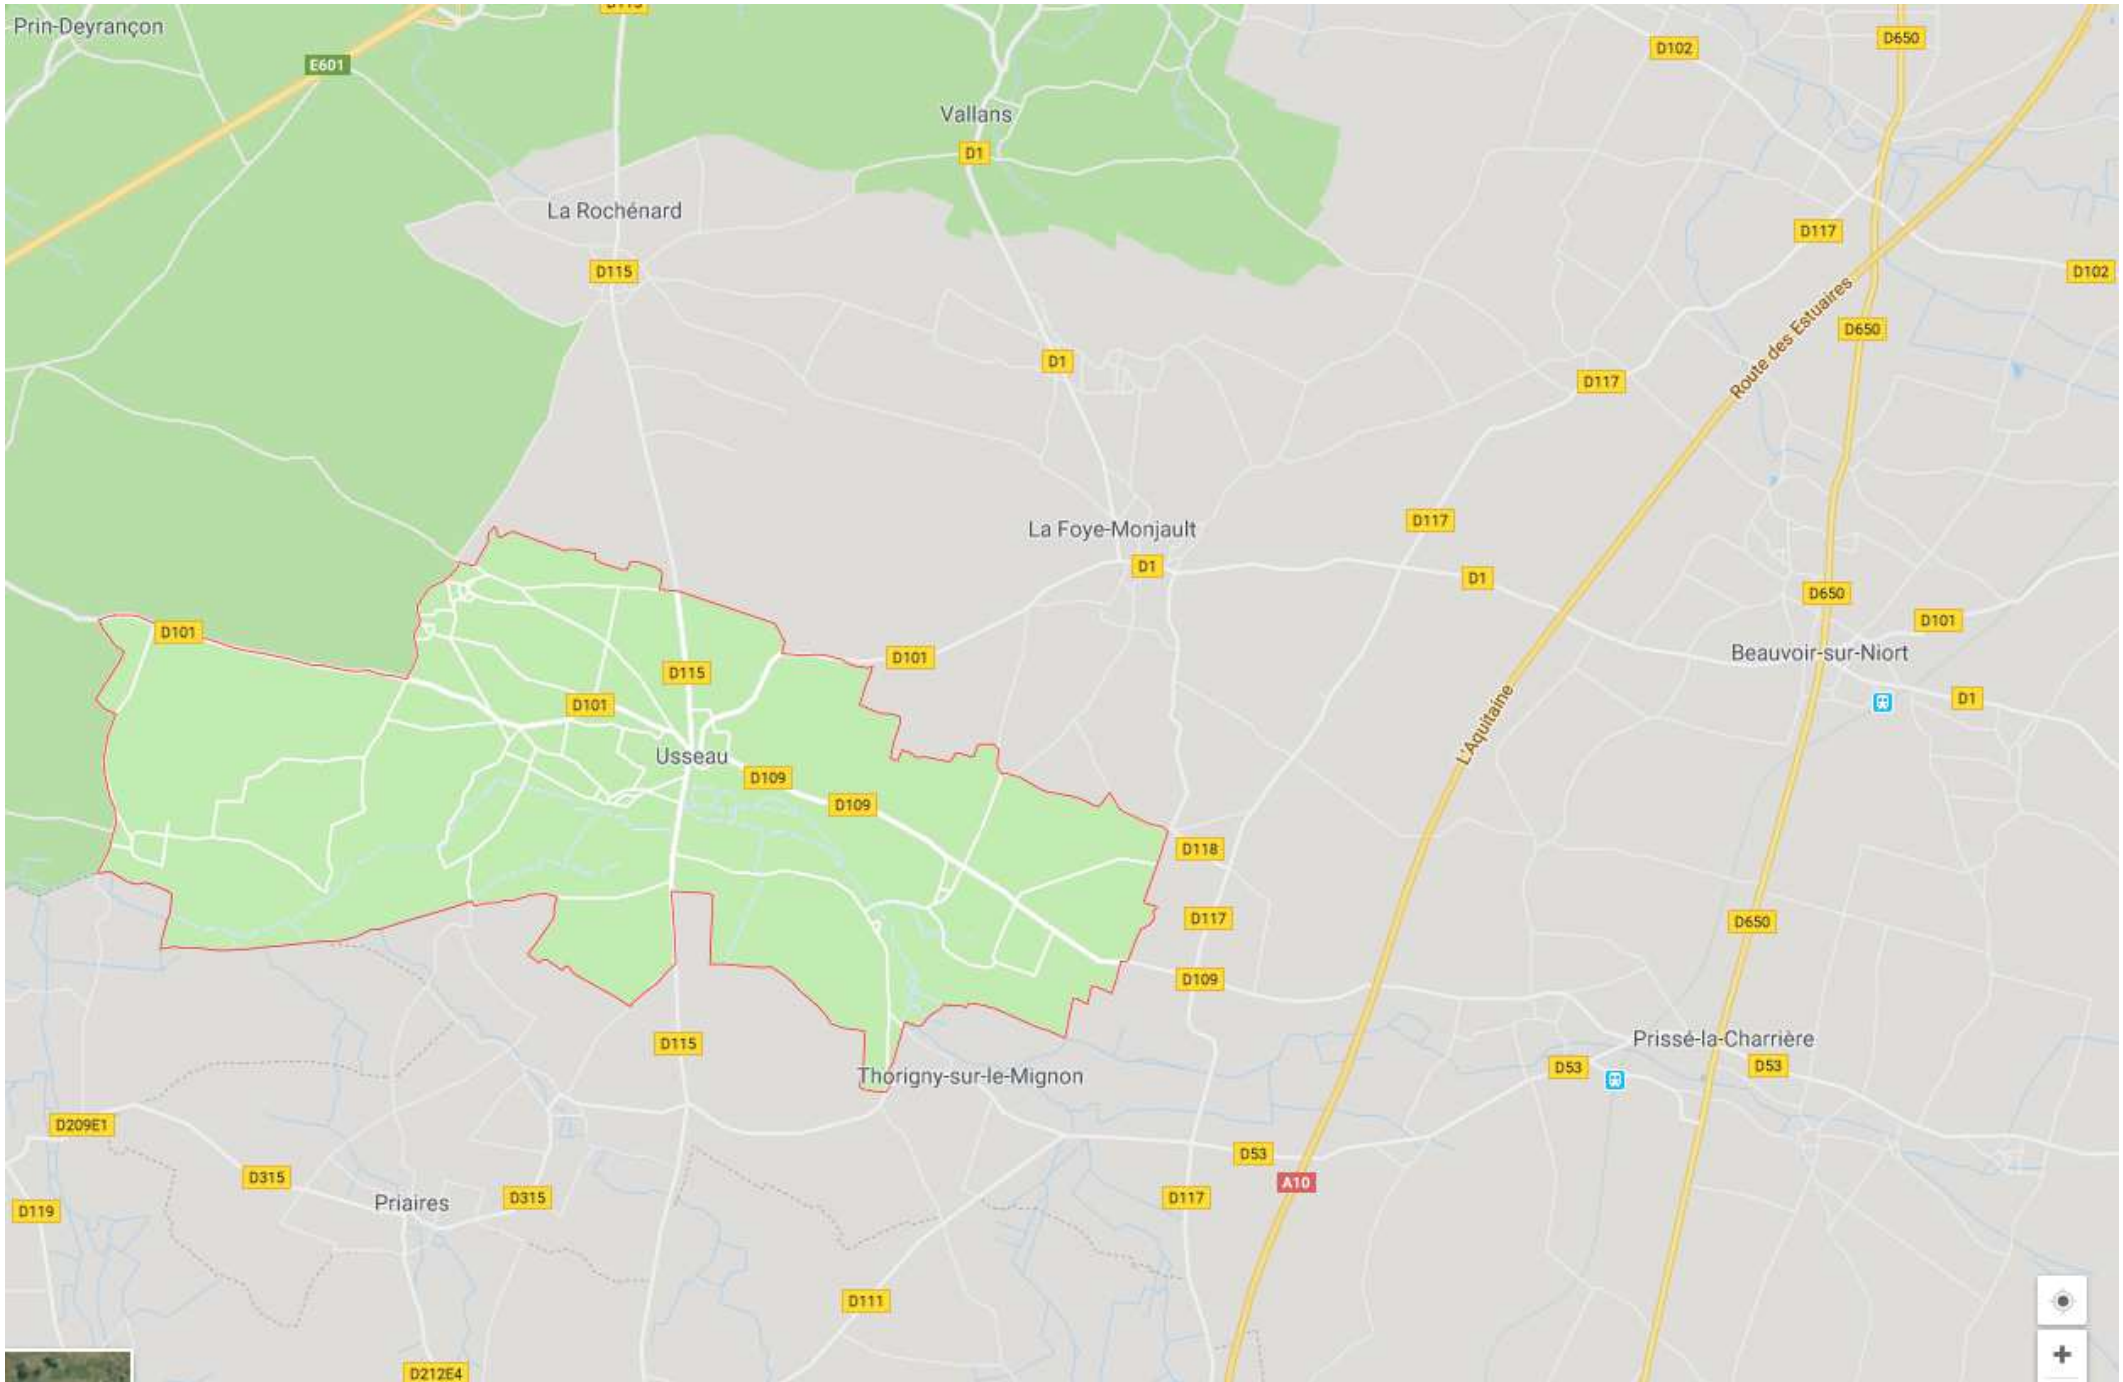 D115
Prin-Deyrançon
D650
D102
E601
Vallans
D1
La Rochénard
D117
D115
D102
Route des Estuaires
D650
D1
D117
D117
La Foye-Monjault
D1
D1
D650
D101
D101
Beauvoir-sur-Niort
D101
D115
D1
D101
L'Aquitaine
Usseau
D109
D109
D118
D117
D650
D109
Prissé-la-Charrière
D115
D53
D53
Thorigny-sur-le-Mignon
D209E1
D53
D315
A10
Priaires
D315
D117
D119
D111
D212E4